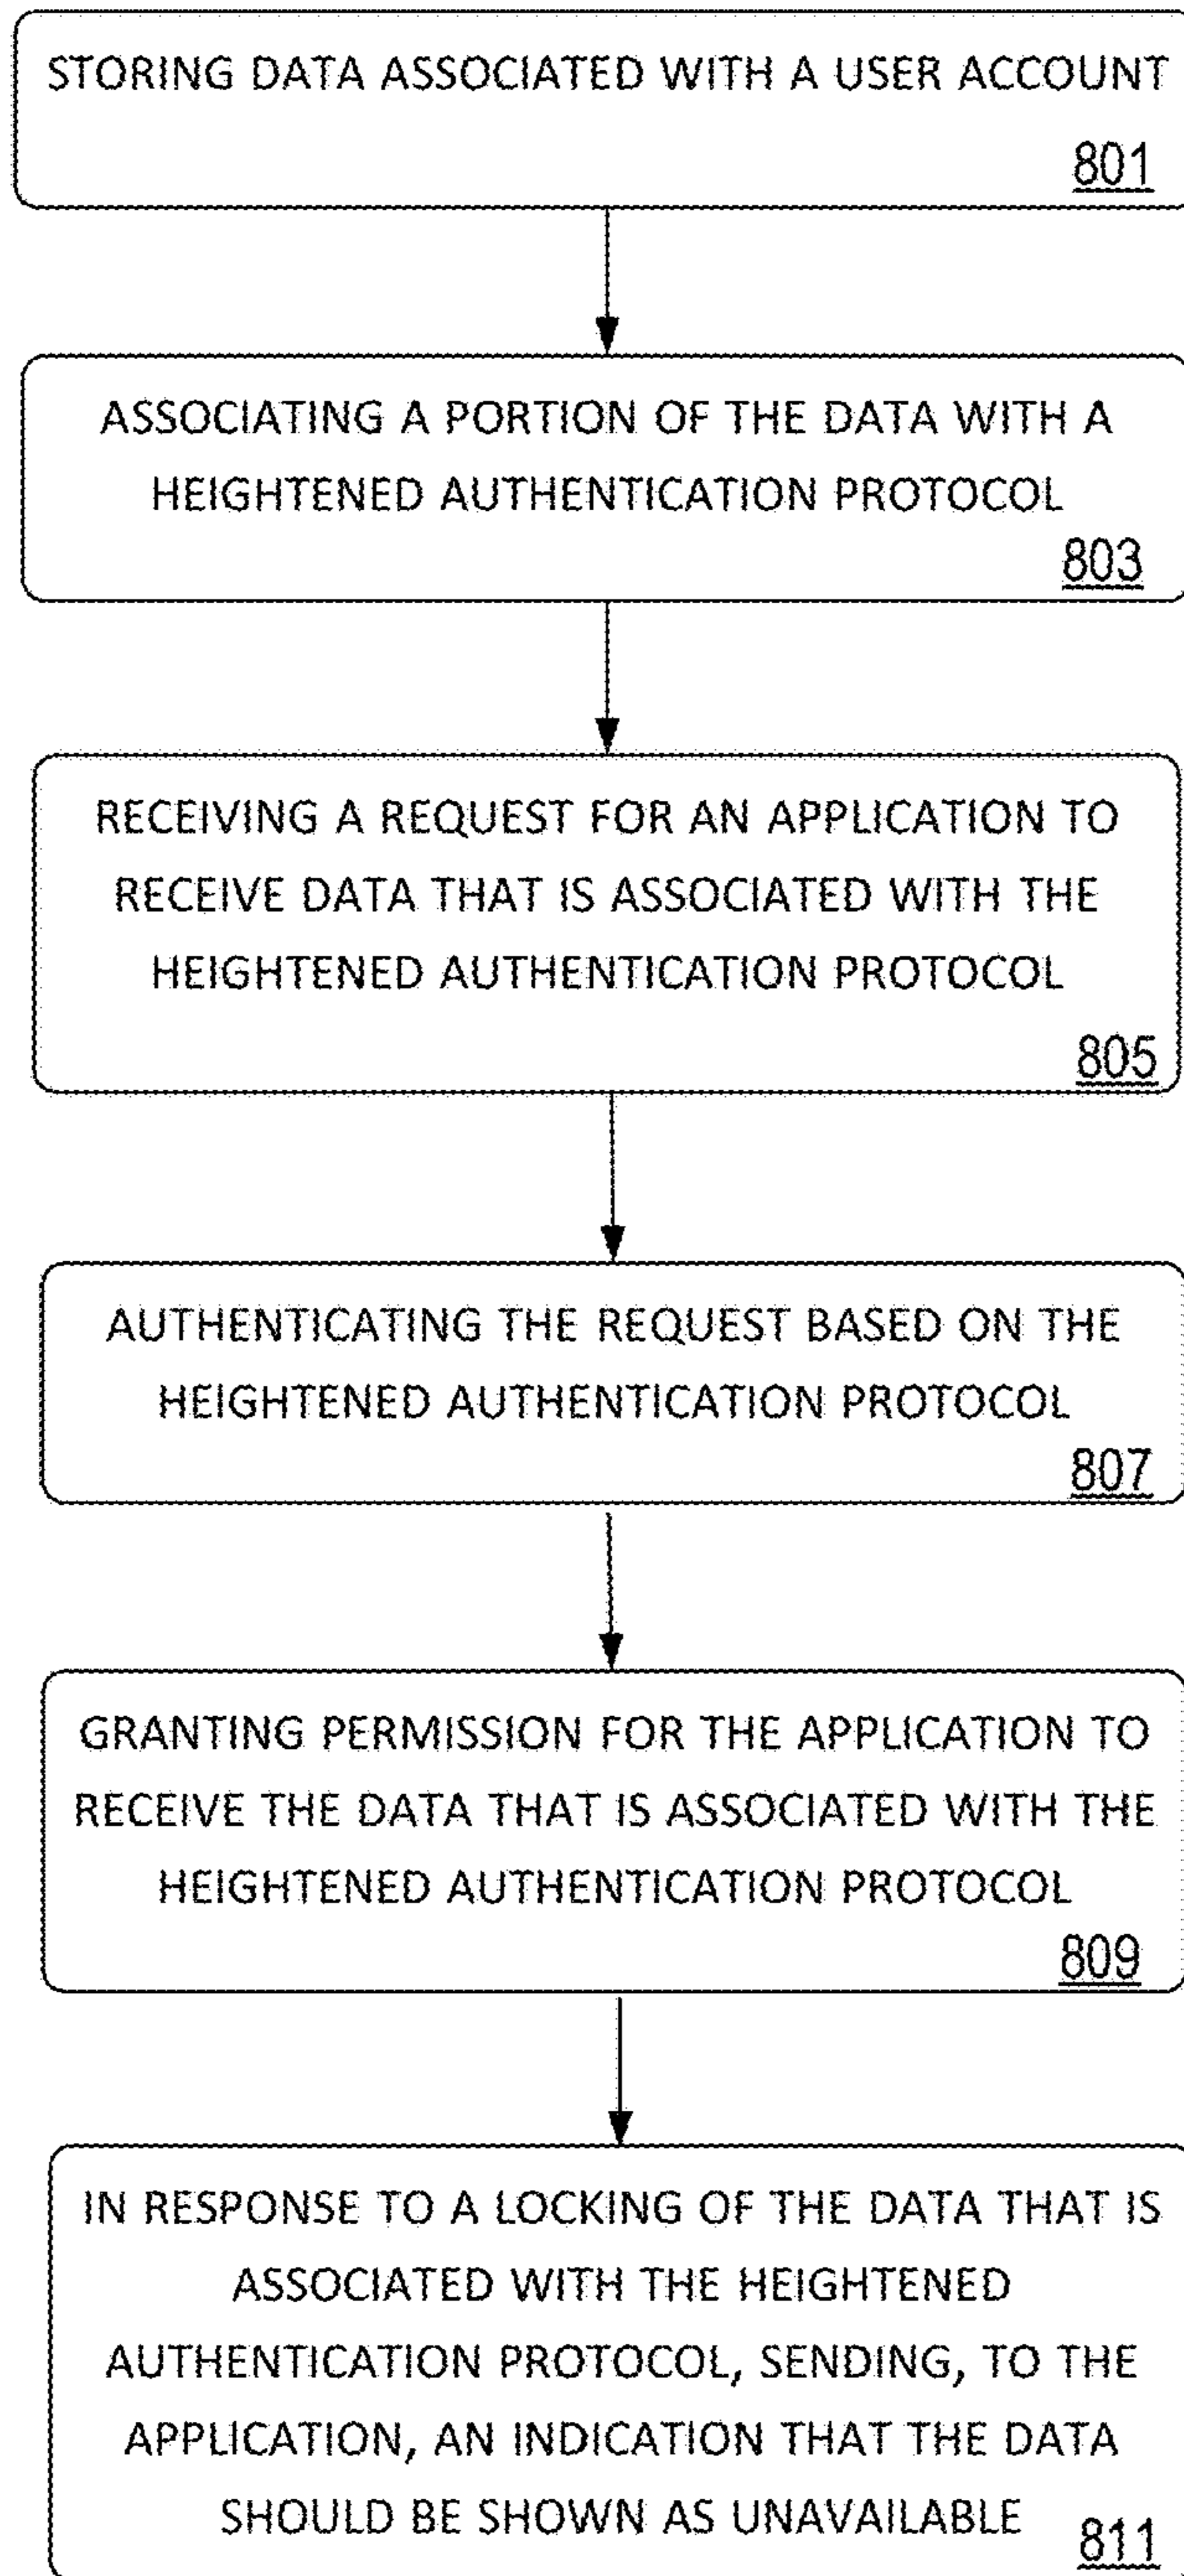 STORING DATA ASSOCIATED WITH A USER ACCOUNT
801
ASSOCIATING A PORTION OF THE DATA WITH A
HEIGHTENED AUTHENTICATION PROTOCOL
803
RECEIVING A REQUEST FOR AN APPLICATION TO
RECEIVE DATA THAT IS ASSOCIATED WITH THE
HEIGHTENED AUTHENTICATION PROTOCOL
805
AUTHENTICATING THE REQUEST BASED ON THE
HEIGHTENED AUTHENTICATION PROTOCOL
807
GRANTING PERMISSION FOR THE APPLICATION TO
RECEIVE THE DATA THAT IS ASSOCIATED WITH THE
HEIGHTENED AUTHENTICATION PROTOCOL
809
IN RESPONSE TO A LOCKING OF THE DATA THAT IS
ASSOCIATED WITH THE HEIGHTENED
AUTHENTICATION PROTOCOL, SENDING, TO THE
APPLICATION, AN INDICATION THAT THE DATA
SHOULD BE SHOWN AS UNAVAILABLE
811